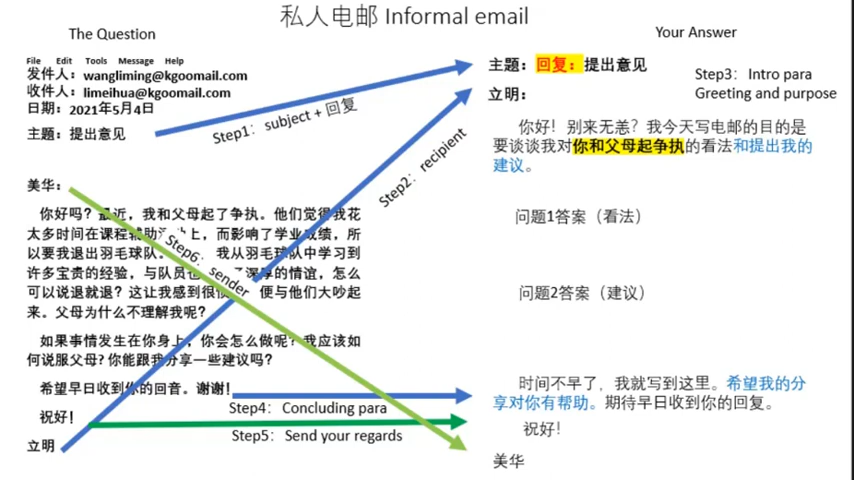 私人电邮 Informal email
The Question
File Edit Tools Message Help
发件人：wangliming@kgoomail.com
收件人：limeihua@kgoomail.com
日期：2021年5月4日
主题：提出意见
美华：
你好吗？最近，我和父母起了争执。他们觉得我花
太多时间在课程辅助活动上，而影响了学业成绩，所
以要我退出羽毛球队。 我从羽毛球队中学习到
许多宝贵的经验，与队员也 了深厚的情谊，怎么
可以说退就退？这让我感到很 便与他们大吵起
来。父母为什么不理解我呢？
如果事情发生在你身上，你会怎么做呢？我应该如
何说服父母？你能跟我分享一些建议吗？
希望早日收到你的回音。谢谢！
祝好！
立明
Step1：subject + 回复
Step2：recipient
Step6：sender
Step4：Concluding para
Step5：Send your regards
Your Answer
主题：回复：提出意见
立明：
Step3：Intro para
Greeting and purpose
你好！别来无恙？我今天写电邮的目的是
要谈谈我对你和父母起争执的看法和提出我的
建议。
问题1答案（看法）
问题2答案（建议）
时间不早了，我就写到这里。希望我的分
享对你有帮助。期待早日收到你的回复。
祝好！
美华